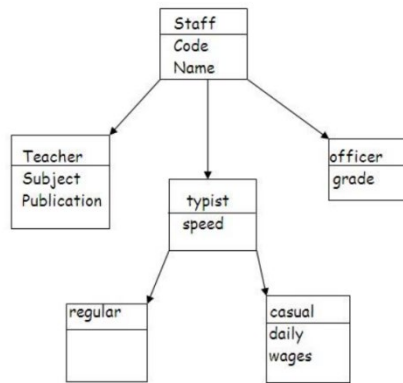 Staff
Code
Name
Teacher
Subject
Publication
officer
grade
typist
speed
regular
casual
daily
wages